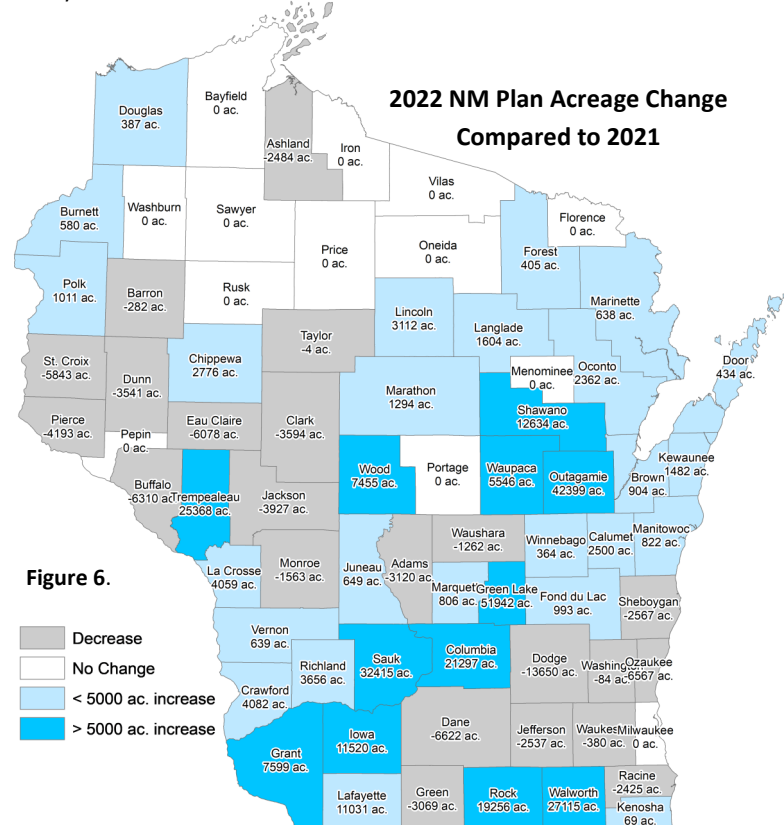 2022 NM Plan Acreage Change
Compared to 2021
Douglas
387 ac.
Bayfield
0 ac.
Ashland
-2484 ac.
Iron
0 ac.
Vilas
0 ac.
Florence
0 ac.
Burnett
580 ac.
Washburn
0 ac.
Sawyer
0 ac.
Price
0 ac.
Oneida
0 ac.
Forest
405 ac.
Marinette
638 ac.
Polk
1011 ac.
Barron
-282 ac.
Rusk
0 ac.
Lincoln
3112 ac.
Langlade
1604 ac.
Taylor
-4 ac.
St. Croix
-5843 ac.
Dunn
-3541 ac.
Chippewa
2776 ac.
Marathon
1294 ac.
Menominee
0 ac.
Oconto
2362 ac.
Door
434 ac.
Shawano
12634 ac.
Pierce
-4193 ac.
Pepin
0 ac.
Eau Claire
-6078 ac.
Clark
-3594 ac.
Wood
7455 ac.
Portage
0 ac.
Waupaca
5546 ac.
Outagamie
42399 ac.
Brown
904 ac.
Kewaunee
1482 ac.
Buffalo
-6310 ac.
Trempealeau
25368 ac.
Jackson
-3927 ac.
Waushara
-1262 ac.
Winnebago
364 ac.
Calumet
2500 ac.
Manitowoc
822 ac.
La Crosse
4059 ac.
Monroe
-1563 ac.
Juneau
649 ac.
Adams
-3120 ac.
Marquett
806 ac.
Green Lake
51942 ac.
Fond du Lac
993 ac.
Sheboygan
-2567 ac.
Figure 6.
Decrease
No Change
< 5000 ac. increase
> 5000 ac. increase
Vernon
639 ac.
Richland
3656 ac.
Sauk
32415 ac.
Columbia
21297 ac.
Dodge
-13650 ac.
Washington
-84 ac.
Ozaukee
-6567 ac.
Crawford
4082 ac.
Grant
7599 ac.
Iowa
11520 ac.
Dane
-6622 ac.
Jefferson
-2537 ac.
Waukes
-380 ac.
Milwaukee
0 ac.
Lafayette
11031 ac.
Green
-3069 ac.
Rock
19256 ac.
Walworth
27115 ac.
Racine
-2425 ac.
Kenosha
69 ac.